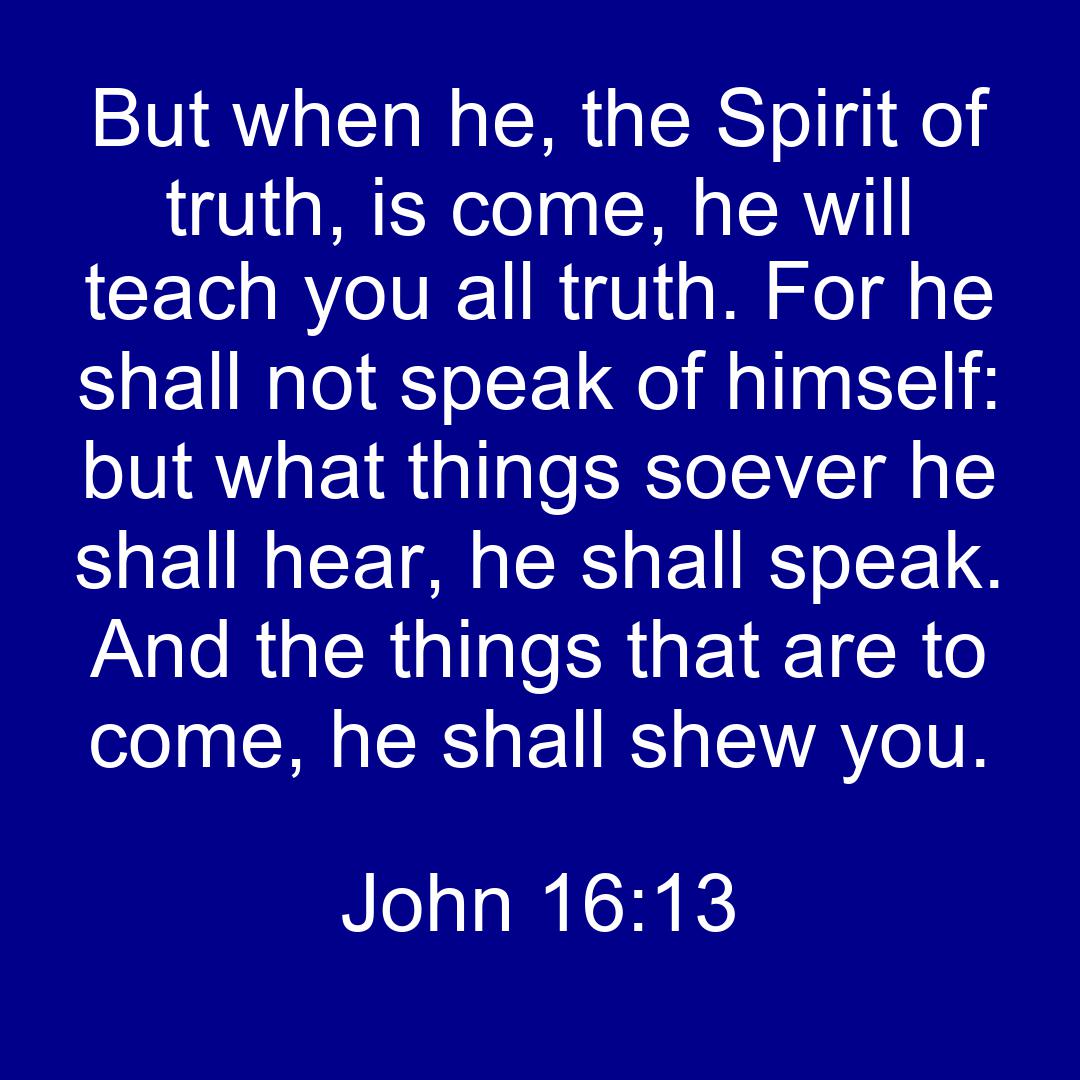 But when he, the Spirit of
truth, is come, he will
teach you all truth. For he
shall not speak of himself:
but what things soever he
shall hear, he shall speak.
And the things that are to
come, he shall shew you.
John 16:13